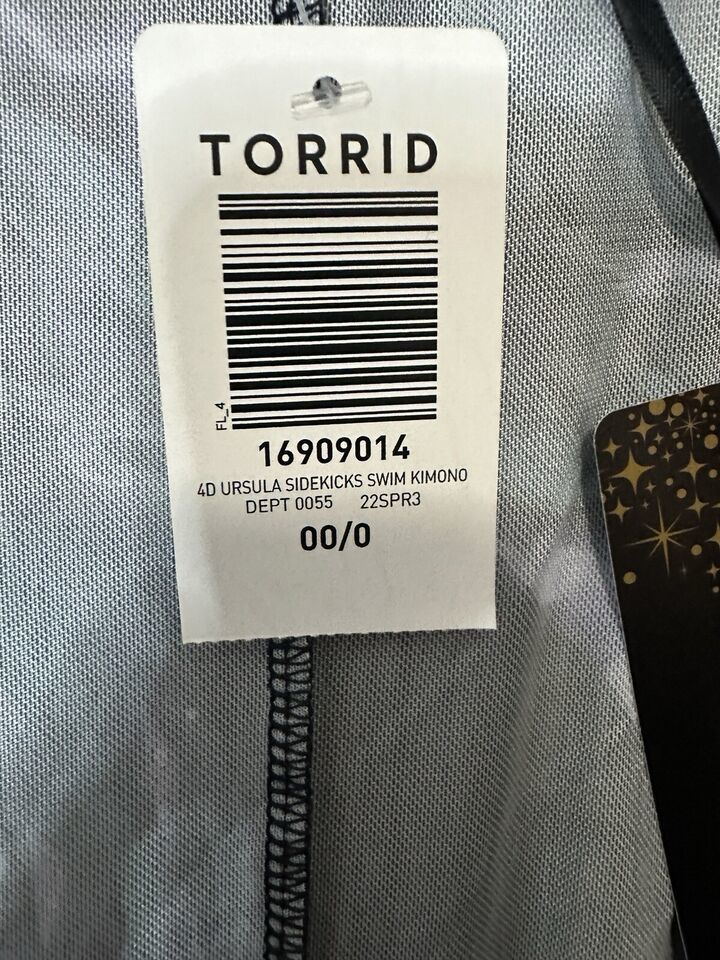 TORRID
FL_4
16909014
4D URSULA SIDEKICKS SWIM KIMONO
DEPT 0055 22SPR3
00/0